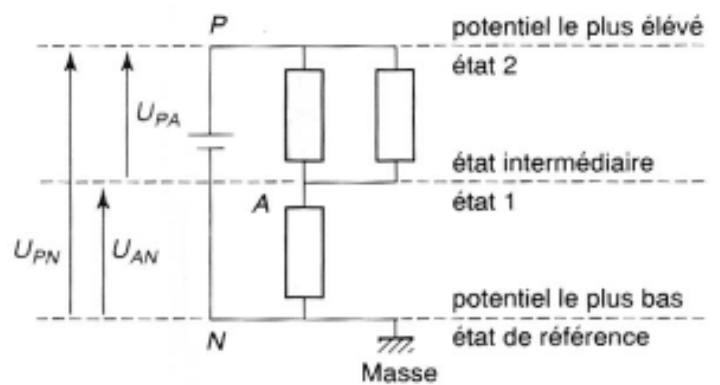 P
potentiel le plus élévé
état 2
U_PA
état intermédiaire
A
état 1
U_PN
U_AN
potentiel le plus bas
N
état de référence
Masse